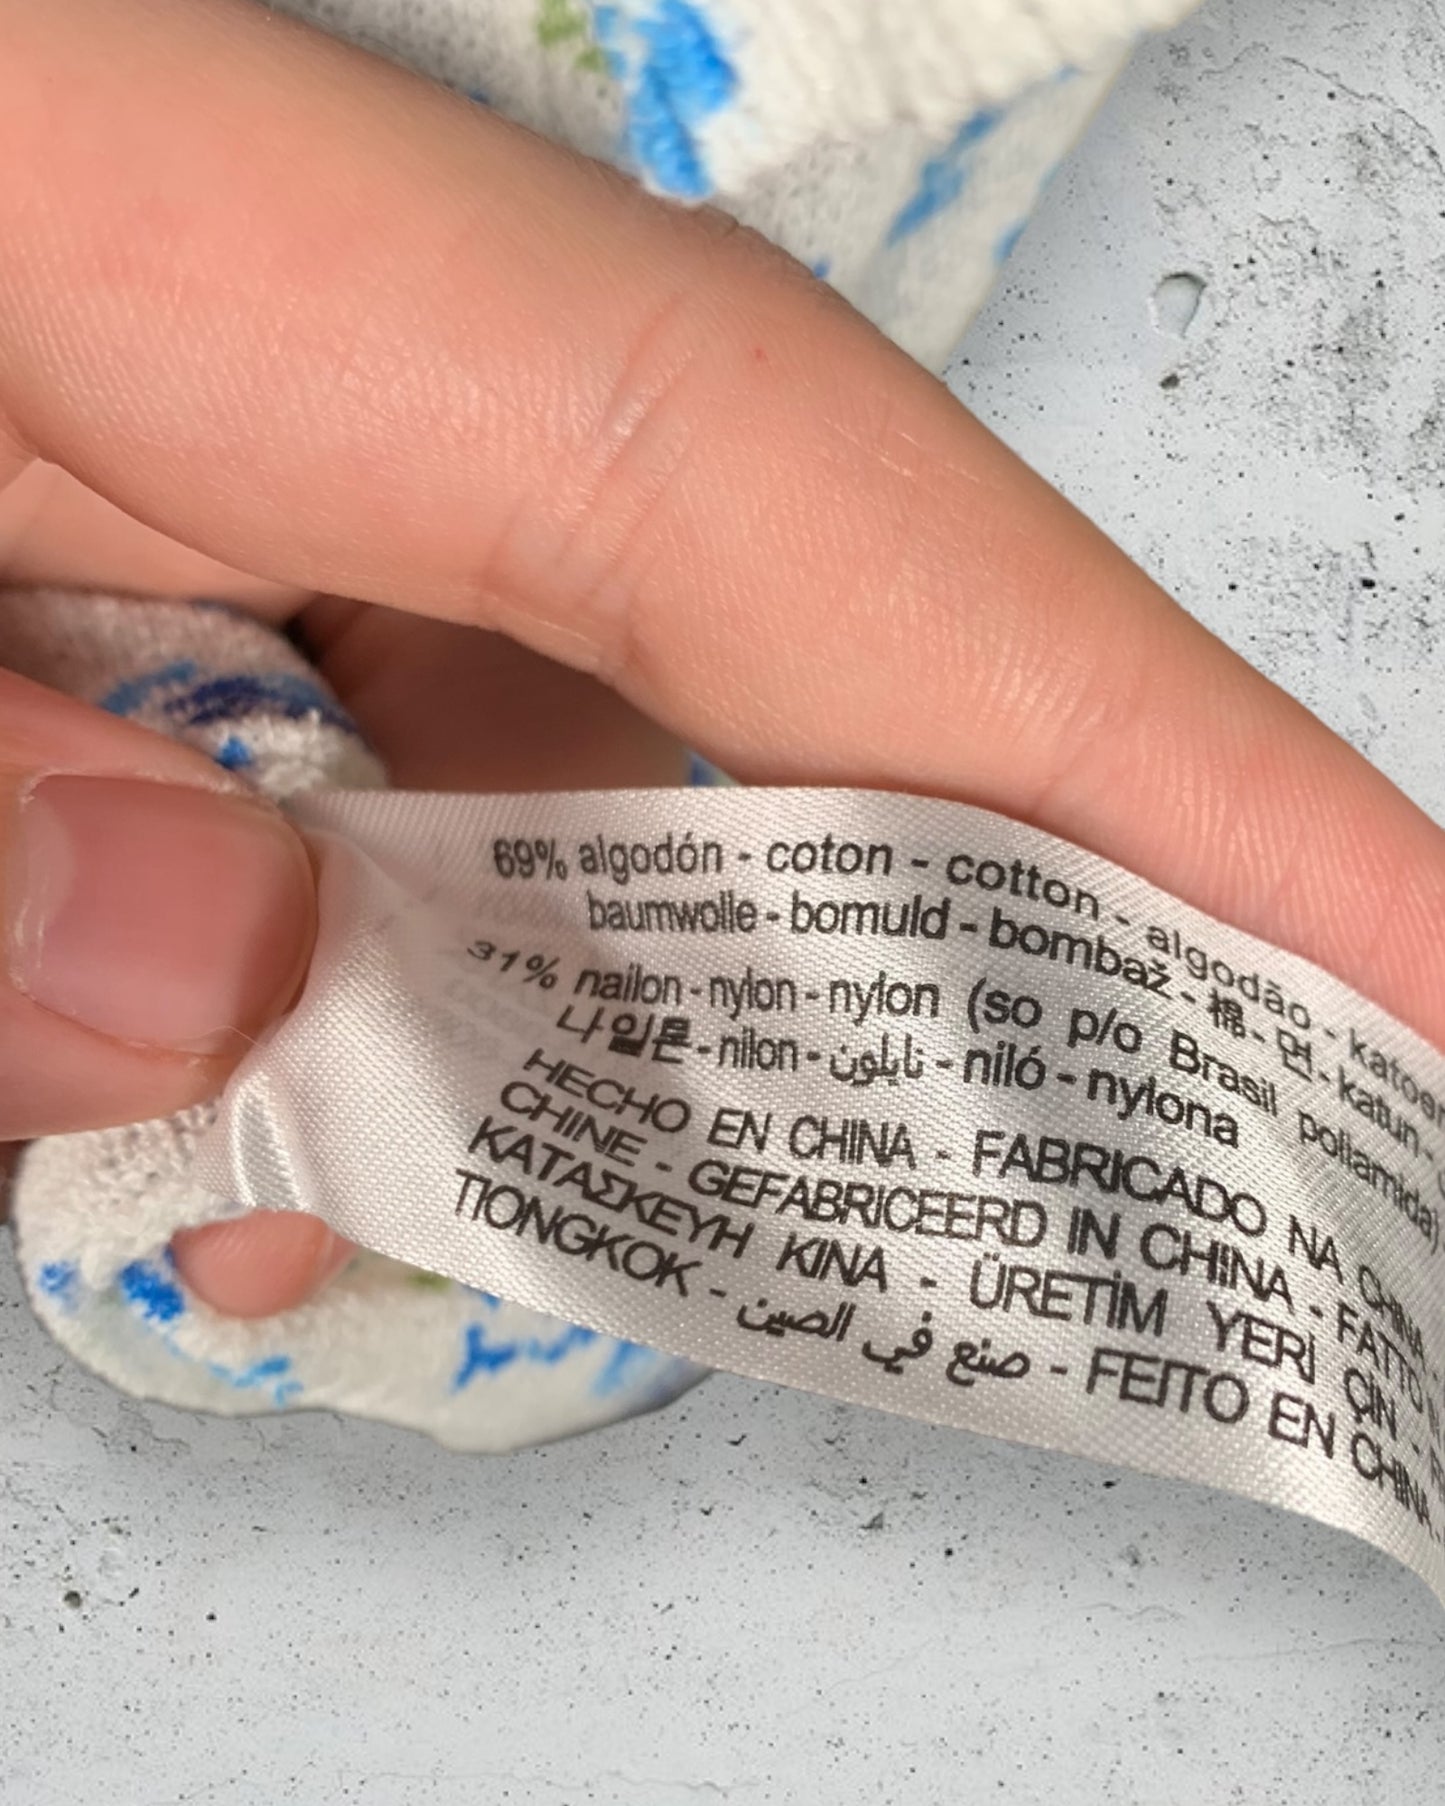 69% algodón - coton - cotton - algodão - katoen
baumwolle - bomuld - bombaž - 棉 - 면 - katun -
31% nailon - nylon - nylon (so p/o Brasil poliamida)
나일론 - nilon - نايلون - niló - nylona
HECHO EN CHINA - FABRICADO NA CHINA -
CHINE - GEFABRICEERD IN CHINA - FATTO
ΚΑΤΑΣΚΕΥΗ ΚΙΝΑ - ÜRETİM YERİ ÇİN -
TIONGKOK - صنع في الصين - FEITO EN CHINA -